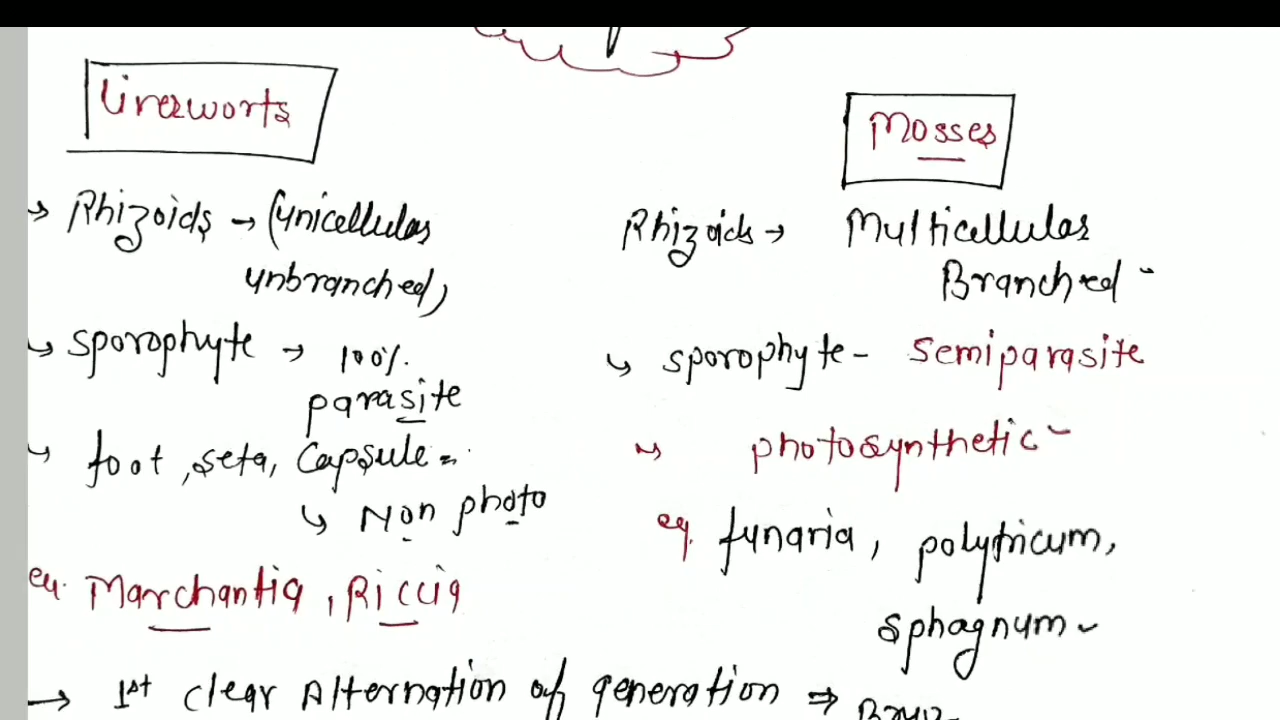 Liverworts
→ Rhizoids → (unicellular
unbranched)
↳ sporophyte → 100%
parasite
↳ foot, seta, capsule =
↳ Non photo
eg. Marchantia, Riccia
Mosses
Rhizoids → Multicellular
Branched
↳ sporophyte - semiparasite
↳ photosynthetic
eg. funaria, polytricum,
sphagnum
→ 1st clear Alternation of generation ⇒